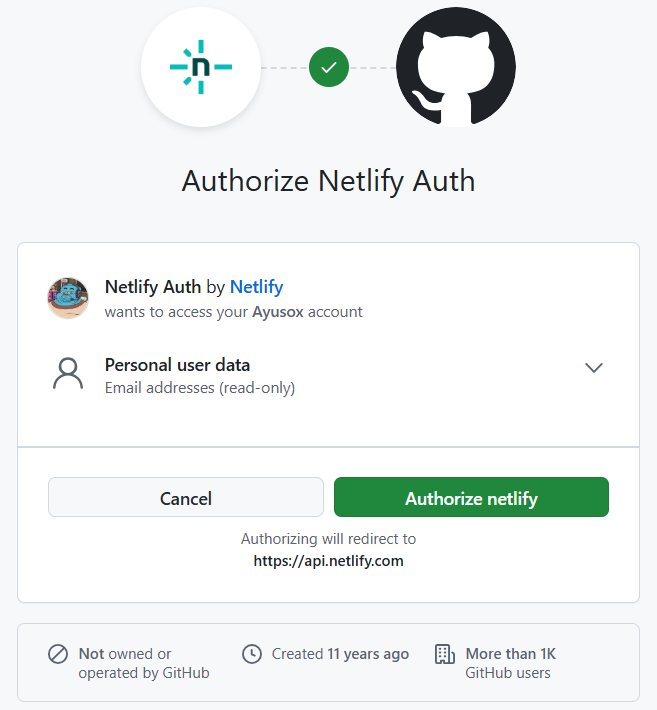 n
Authorize Netlify Auth
Netlify Auth by Netlify
wants to access your Ayusox account
Personal user data
Email addresses (read-only)
Cancel
Authorize netlify
Authorizing will redirect to
https://api.netlify.com
Not owned or
operated by GitHub
Created 11 years ago
More than 1K
GitHub users